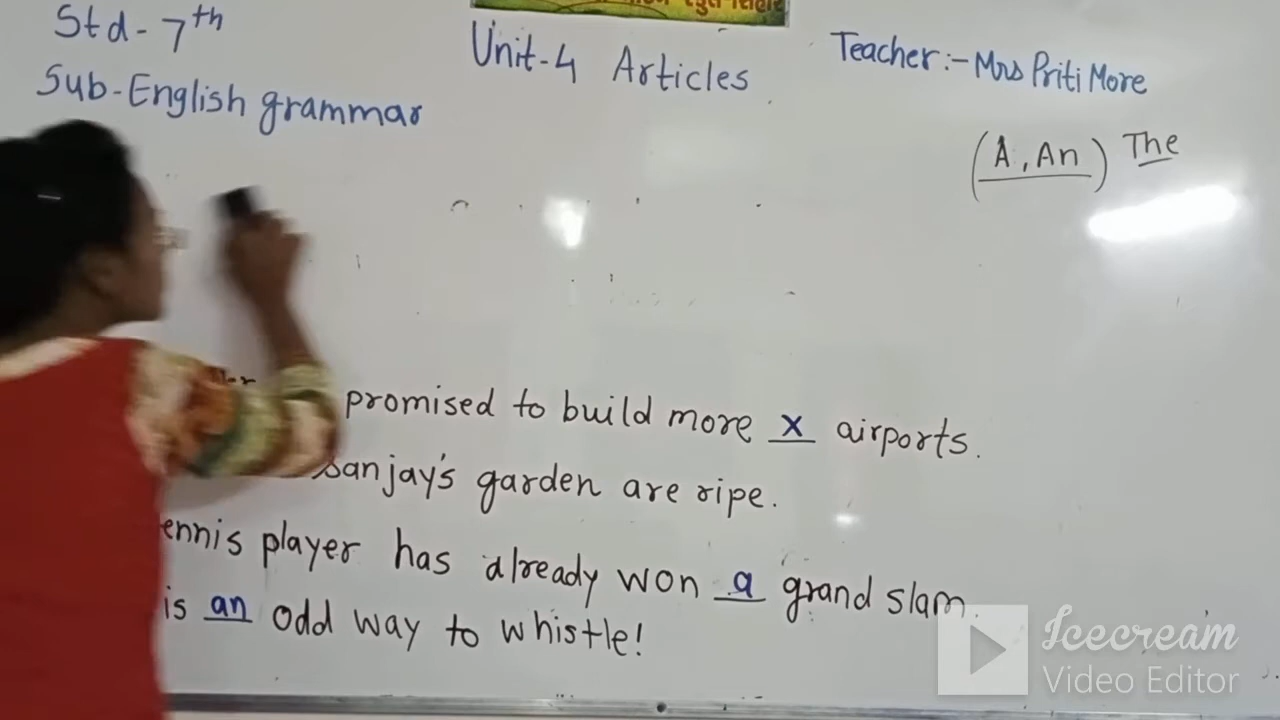 Std- 7th
Unit-4 Articles
Teacher:- Mrs Priti More
Sub-English grammar
(A, An) The
promised to build more x airports.
Sanjay's garden are ripe.
ennis player has already won a grand slam.
is an odd way to whistle!
Icecream
Video Editor